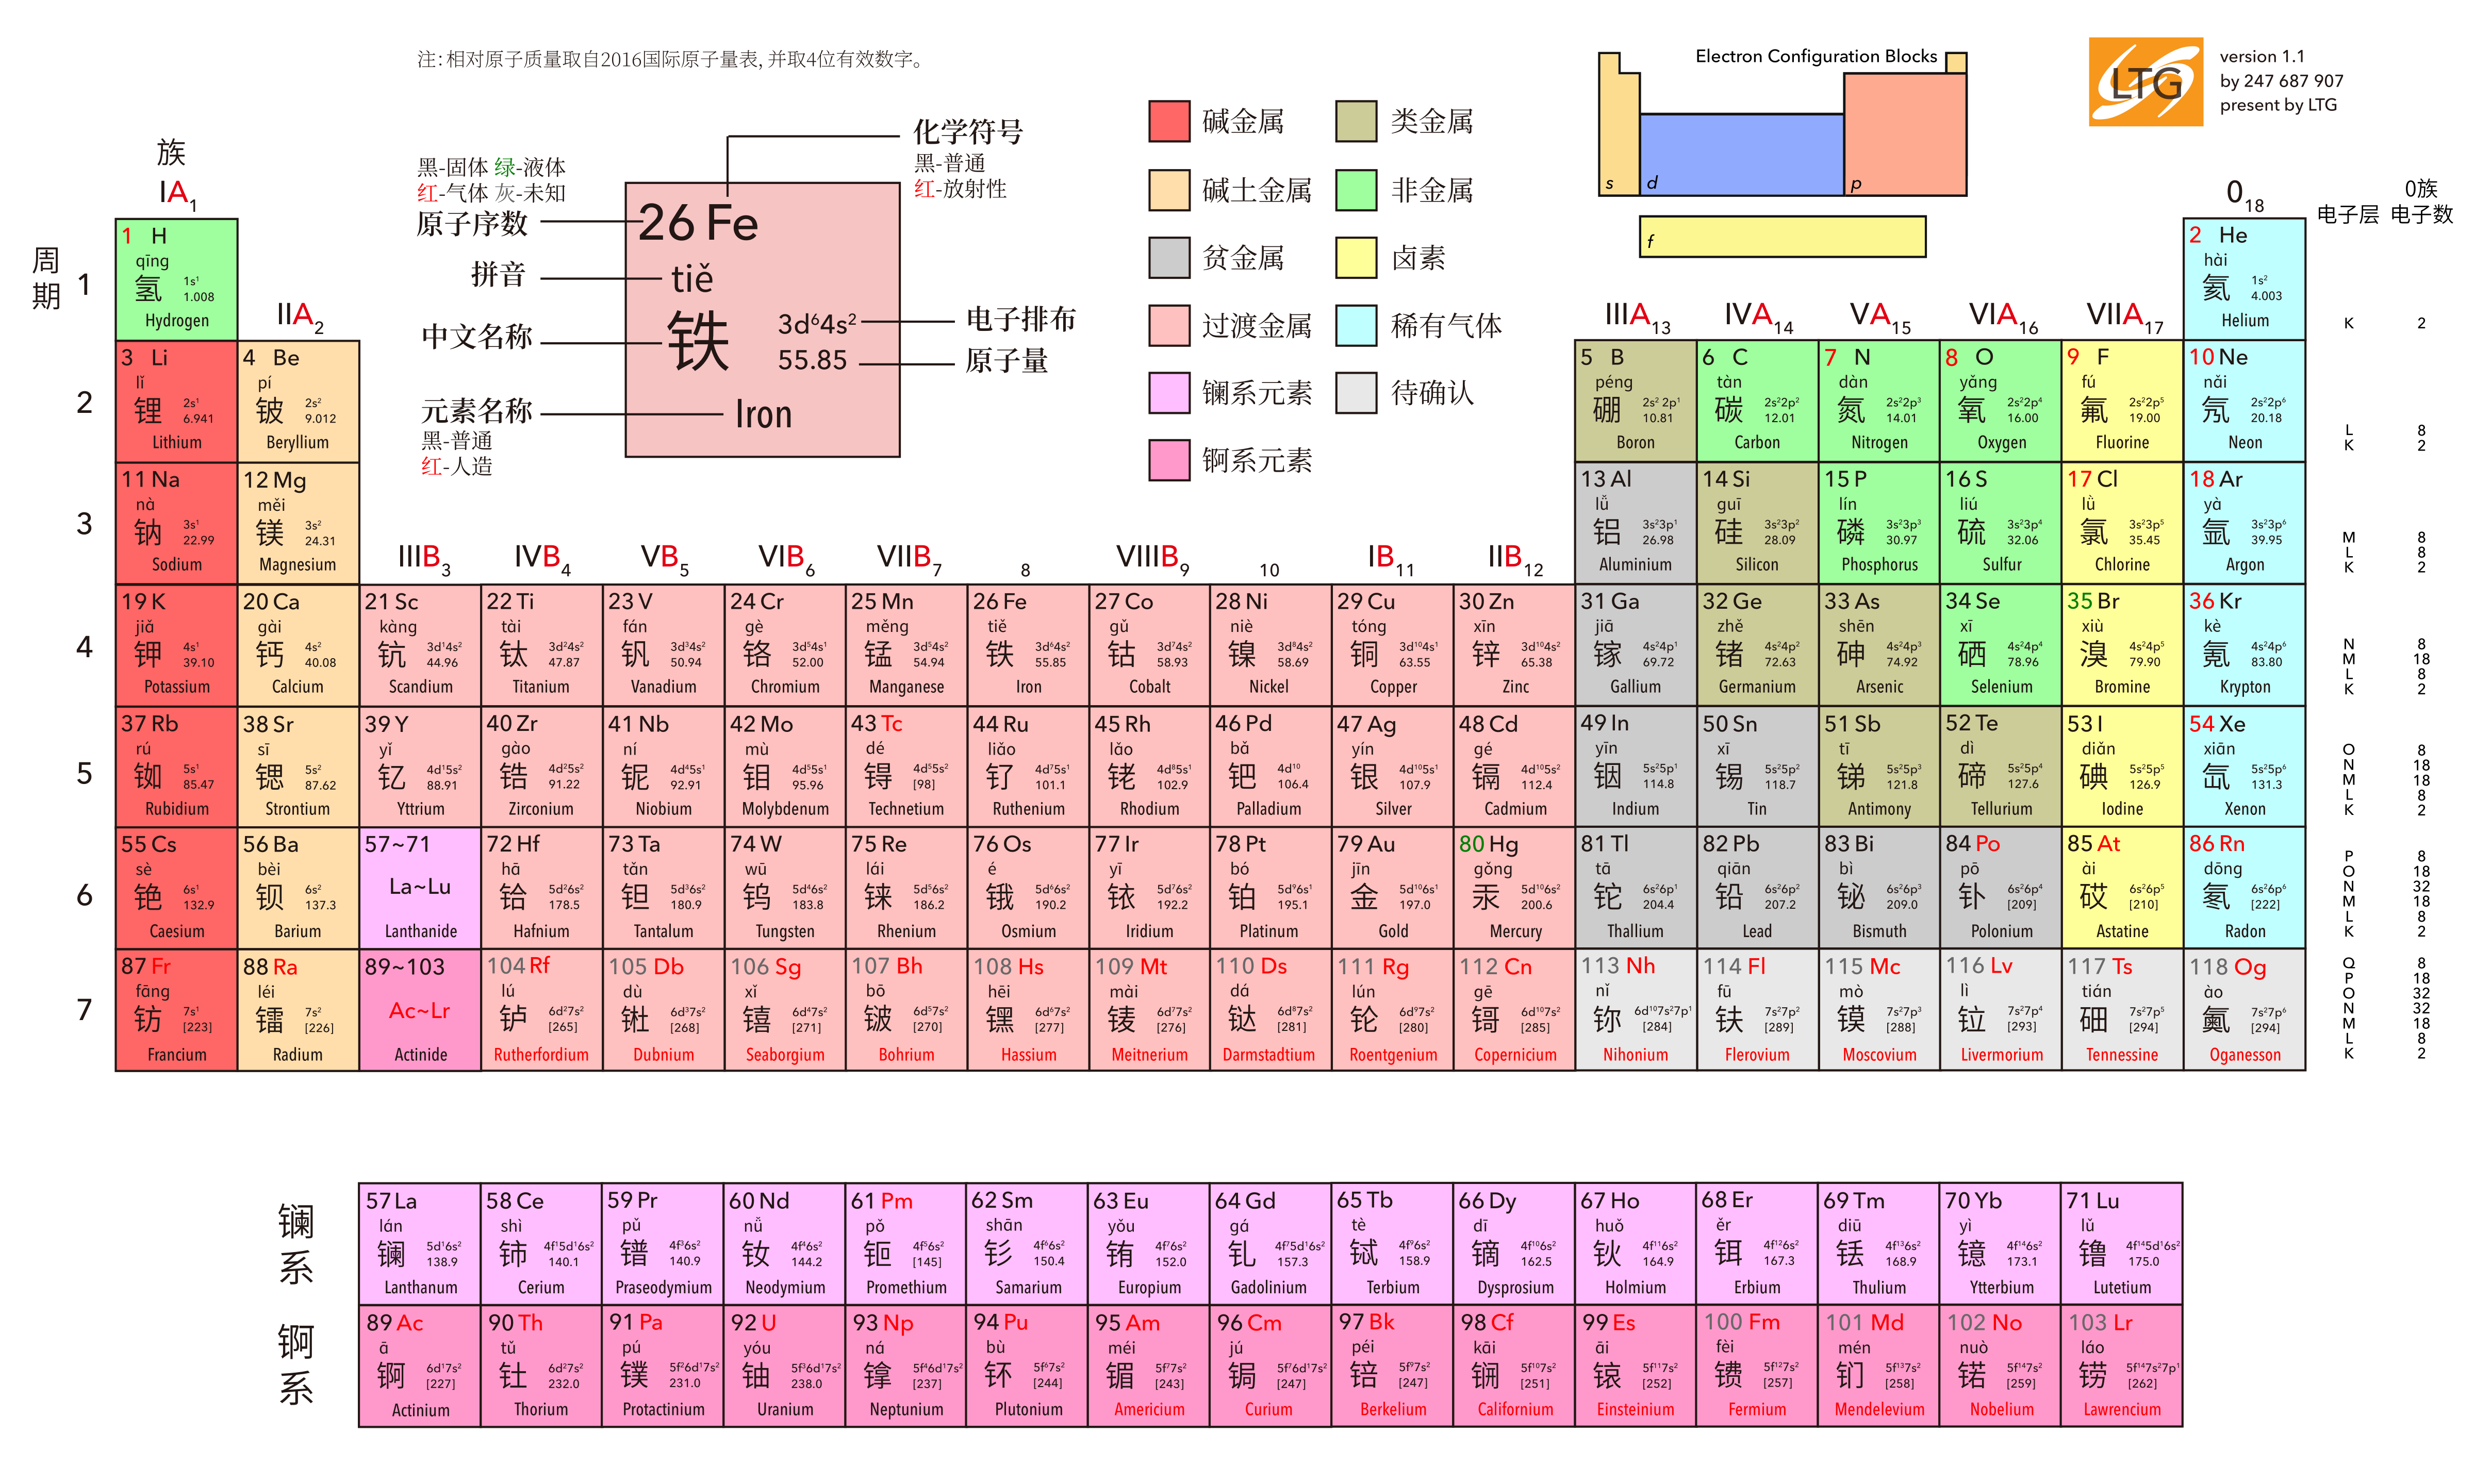 注：相对原子质量取自2016国际原子量表, 并取4位有效数字。
Electron Configuration Blocks
s d p
f
LTG
version 1.1
by 247 687 907
present by LTG
化学符号
黑-普通
红-放射性
黑-固体 绿-液体
红-气体 灰-未知
原子序数
拼音
中文名称
元素名称
黑-普通
红-人造
26 Fe
tiě
铁
3d⁶4s²
55.85
Iron
电子排布
原子量
碱金属 类金属
碱土金属 非金属
贫金属 卤素
过渡金属 稀有气体
镧系元素 待确认
锕系元素
族
周期
IA₁ IIA₂ IIIB₃ IVB₄ VB₅ VIB₆ VIIB₇ 8 VIIIB₉ 10 IB₁₁ IIB₁₂ IIIA₁₃ IVA₁₄ VA₁₅ VIA₁₆ VIIA₁₇ 0₁₈
电子层
0族
电子数
1
1 H 2 He
qīng hài
氢 1s¹ 氦 1s²
1.008 4.003
Hydrogen Helium
K 2
2
3 Li 4 Be 5 B 6 C 7 N 8 O 9 F 10 Ne
lǐ pí péng tàn dàn yǎng fú nǎi
锂 2s¹ 铍 2s² 硼 2s² 2p¹ 碳 2s²2p² 氮 2s²2p³ 氧 2s²2p⁴ 氟 2s²2p⁵ 氖 2s²2p⁶
6.941 9.012 10.81 12.01 14.01 16.00 19.00 20.18
Lithium Beryllium Boron Carbon Nitrogen Oxygen Fluorine Neon
L 8
K 2
3
11 Na 12 Mg 13 Al 14 Si 15 P 16 S 17 Cl 18 Ar
nà měi lǚ guī lín liú lǜ yà
钠 3s¹ 镁 3s² 铝 3s²3p¹ 硅 3s²3p² 磷 3s²3p³ 硫 3s²3p⁴ 氯 3s²3p⁵ 氩 3s²3p⁶
22.99 24.31 26.98 28.09 30.97 32.06 35.45 39.95
Sodium Magnesium Aluminium Silicon Phosphorus Sulfur Chlorine Argon
M 8
L 8
K 2
4
19 K 20 Ca 21 Sc 22 Ti 23 V 24 Cr 25 Mn 26 Fe 27 Co 28 Ni 29 Cu 30 Zn 31 Ga 32 Ge 33 As 34 Se 35 Br 36 Kr
jiǎ gài kàng tài fán gè měng tiě gǔ niè tóng xīn jiā zhě shēn xī xiù kè
钾 4s¹ 钙 4s² 钪 3d¹4s² 钛 3d²4s² 钒 3d³4s² 铬 3d⁵4s¹ 锰 3d⁵4s² 铁 3d⁶4s² 钴 3d⁷4s² 镍 3d⁸4s² 铜 3d¹⁰4s¹ 锌 3d¹⁰4s² 镓 4s²4p¹ 锗 4s²4p² 砷 4s²4p³ 硒 4s²4p⁴ 溴 4s²4p⁵ 氪 4s²4p⁶
39.10 40.08 44.96 47.87 50.94 52.00 54.94 55.85 58.93 58.69 63.55 65.38 69.72 72.63 74.92 78.96 79.90 83.80
Potassium Calcium Scandium Titanium Vanadium Chromium Manganese Iron Cobalt Nickel Copper Zinc Gallium Germanium Arsenic Selenium Bromine Krypton
N 8
M 18
L 8
K 2
5
37 Rb 38 Sr 39 Y 40 Zr 41 Nb 42 Mo 43 Tc 44 Ru 45 Rh 46 Pd 47 Ag 48 Cd 49 In 50 Sn 51 Sb 52 Te 53 I 54 Xe
rú sī yǐ gào ní mù dé liǎo lǎo bǎ yín gé yīn xī tī dì diǎn xiān
铷 5s¹ 锶 5s² 钇 4d¹5s² 锆 4d²5s² 铌 4d⁴5s¹ 钼 4d⁵5s¹ 锝 4d⁵5s² 钌 4d⁷5s¹ 铑 4d⁸5s¹ 钯 4d¹⁰ 银 4d¹⁰5s¹ 镉 4d¹⁰5s² 铟 5s²5p¹ 锡 5s²5p² 锑 5s²5p³ 碲 5s²5p⁴ 碘 5s²5p⁵ 氙 5s²5p⁶
85.47 87.62 88.91 91.22 92.91 95.96 [98] 101.1 102.9 106.4 107.9 112.4 114.8 118.7 121.8 127.6 126.9 131.3
Rubidium Strontium Yttrium Zirconium Niobium Molybdenum Technetium Ruthenium Rhodium Palladium Silver Cadmium Indium Tin Antimony Tellurium Iodine Xenon
O 8
N 18
M 18
L 8
K 2
6
55 Cs 56 Ba 57~71 72 Hf 73 Ta 74 W 75 Re 76 Os 77 Ir 78 Pt 79 Au 80 Hg 81 Tl 82 Pb 83 Bi 84 Po 85 At 86 Rn
sè bèi La~Lu hā tǎn wū lái é yī bó jīn gǒng tā qiān bì pō ài dōng
铯 6s¹ 钡 6s² 铪 5d²6s² 钽 5d³6s² 钨 5d⁴6s² 铼 5d⁵6s² 锇 5d⁶6s² 铱 5d⁷6s² 铂 5d⁹6s¹ 金 5d¹⁰6s¹ 汞 5d¹⁰6s² 铊 6s²6p¹ 铅 6s²6p² 铋 6s²6p³ 钋 6s²6p⁴ 砹 6s²6p⁵ 氡 6s²6p⁶
132.9 137.3 178.5 180.9 183.8 186.2 190.2 192.2 195.1 197.0 200.6 204.4 207.2 209.0 [209] [210] [222]
Caesium Barium Lanthanide Hafnium Tantalum Tungsten Rhenium Osmium Iridium Platinum Gold Mercury Thallium Lead Bismuth Polonium Astatine Radon
P 8
O 18
N 32
M 18
L 8
K 2
7
87 Fr 88 Ra 89~103 104 Rf 105 Db 106 Sg 107 Bh 108 Hs 109 Mt 110 Ds 111 Rg 112 Cn 113 Nh 114 Fl 115 Mc 116 Lv 117 Ts 118 Og
fāng léi Ac~Lr lú dù xǐ bō hēi mài dá lún gē nǐ fū mò lì tián ào
钫 7s¹ 镭 7s² 𬬻 6d²7s² 𬭊 6d³7s² 𬭳 6d⁴7s² 𬭛 6d⁵7s² 𬭶 6d⁶7s² 鿏 6d⁷7s² 𫟼 6d⁸7s² 𬬭 6d⁹7s² 鿔 6d¹⁰7s² 鿭 6d¹⁰7s²7p¹ 𫓧 7s²7p² 镆 7s²7p³ 𫟷 7s²7p⁴ 鿬 7s²7p⁵ 鿫 7s²7p⁶
[223] [226] [265] [268] [271] [270] [277] [276] [281] [280] [285] [284] [289] [288] [293] [294] [294]
Francium Radium Actinide Rutherfordium Dubnium Seaborgium Bohrium Hassium Meitnerium Darmstadtium Roentgenium Copernicium Nihonium Flerovium Moscovium Livermorium Tennessine Oganesson
Q 8
P 18
O 32
N 32
M 18
L 8
K 2
镧系
57 La 58 Ce 59 Pr 60 Nd 61 Pm 62 Sm 63 Eu 64 Gd 65 Tb 66 Dy 67 Ho 68 Er 69 Tm 70 Yb 71 Lu
lán shì pǔ nǚ pǒ shān yǒu gá tè dī huǒ ěr diū yì lǔ
镧 5d¹6s² 铈 4f¹5d¹6s² 镨 4f³6s² 钕 4f⁴6s² 钷 4f⁵6s² 钐 4f⁶6s² 铕 4f⁷6s² 钆 4f⁷5d¹6s² 铽 4f⁹6s² 镝 4f¹⁰6s² 钬 4f¹¹6s² 铒 4f¹²6s² 铥 4f¹³6s² 镱 4f¹⁴6s² 镥 4f¹⁴5d¹6s²
138.9 140.1 140.9 144.2 [145] 150.4 152.0 157.3 158.9 162.5 164.9 167.3 168.9 173.1 175.0
Lanthanum Cerium Praseodymium Neodymium Promethium Samarium Europium Gadolinium Terbium Dysprosium Holmium Erbium Thulium Ytterbium Lutetium
锕系
89 Ac 90 Th 91 Pa 92 U 93 Np 94 Pu 95 Am 96 Cm 97 Bk 98 Cf 99 Es 100 Fm 101 Md 102 No 103 Lr
ā tǔ pú yóu ná bù méi jú péi kāi āi fèi mén nuò láo
锕 6d¹7s² 钍 6d²7s² 镤 5f²6d¹7s² 铀 5f³6d¹7s² 镎 5f⁴6d¹7s² 钚 5f⁶7s² 镅 5f⁷7s² 锔 5f⁷6d¹7s² 锫 5f⁹7s² 锎 5f¹⁰7s² 锿 5f¹¹7s² 镄 5f¹²7s² 钔 5f¹³7s² 锘 5f¹⁴7s² 铹 5f¹⁴7s²7p¹
[227] 232.0 231.0 238.0 [237] [244] [243] [247] [247] [251] [252] [257] [258] [259] [262]
Actinium Thorium Protactinium Uranium Neptunium Plutonium Americium Curium Berkelium Californium Einsteinium Fermium Mendelevium Nobelium Lawrencium